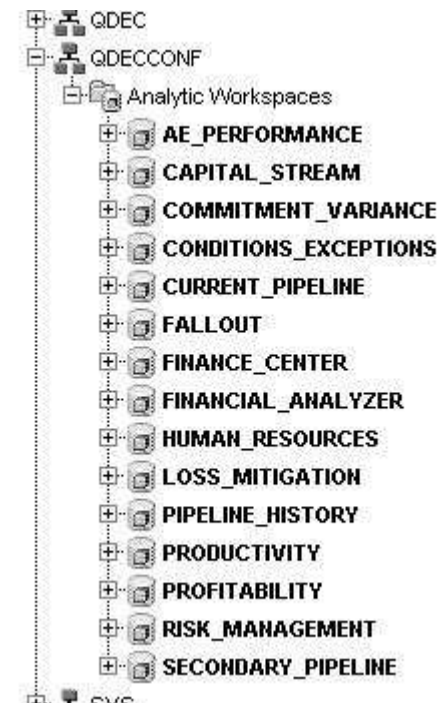 QDEC
QDECCONF
Analytic Workspaces
AE_PERFORMANCE
CAPITAL_STREAM
COMMITMENT_VARIANCE
CONDITIONS_EXCEPTIONS
CURRENT_PIPELINE
FALLOUT
FINANCE_CENTER
FINANCIAL_ANALYZER
HUMAN_RESOURCES
LOSS_MITIGATION
PIPELINE_HISTORY
PRODUCTIVITY
PROFITABILITY
RISK_MANAGEMENT
SECONDARY_PIPELINE